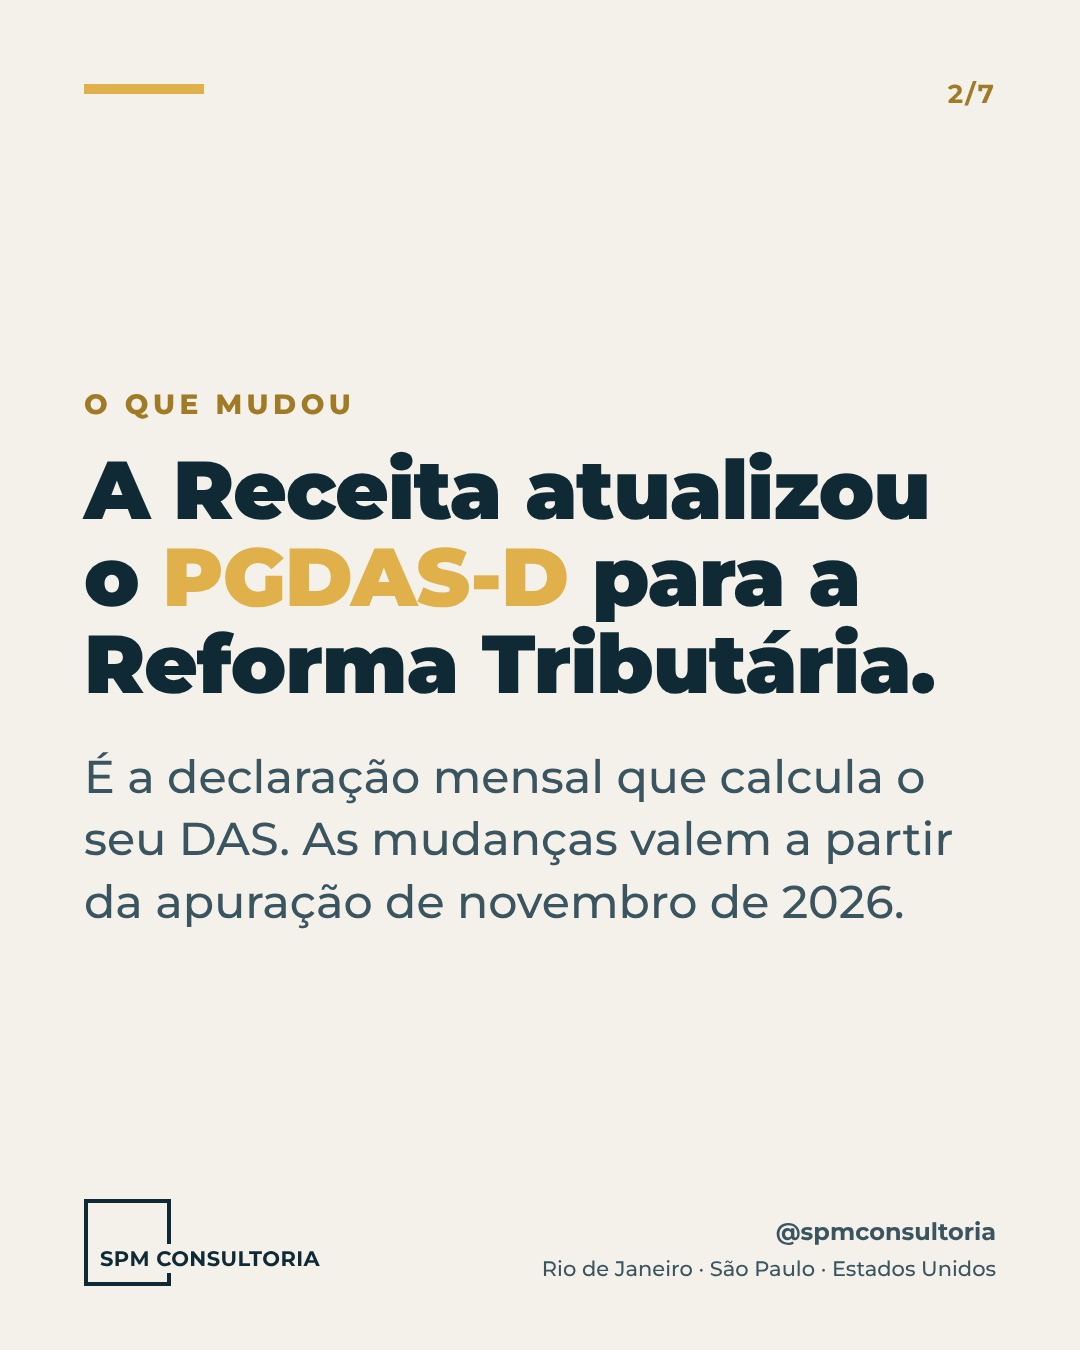 2/7
O QUE MUDOU
A Receita atualizou
o PGDAS-D para a
Reforma Tributária.
É a declaração mensal que calcula o
seu DAS. As mudanças valem a partir
da apuração de novembro de 2026.
SPM CONSULTORIA
@spmconsultoria
Rio de Janeiro · São Paulo · Estados Unidos